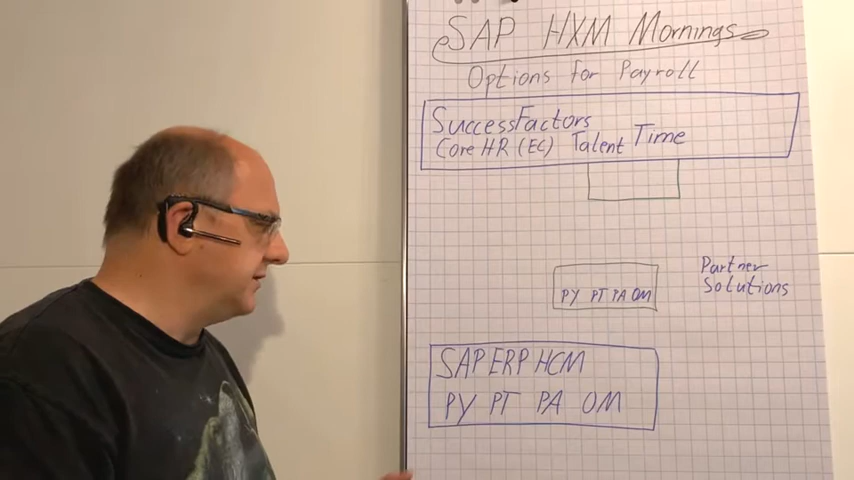 SAP HXM Mornings
Options for Payroll
SuccessFactors
Core HR (EC) Talent Time
PY PT PA OM
Partner
Solutions
SAP ERP HCM
PY PT PA OM